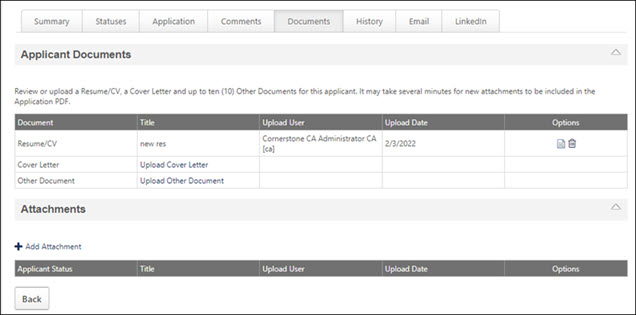 Summary Statuses Application Comments Documents History Email LinkedIn
Applicant Documents
Review or upload a Resume/CV, a Cover Letter and up to ten (10) Other Documents for this applicant. It may take several minutes for new attachments to be included in the
Application PDF.
Document Title Upload User Upload Date Options
Resume/CV new res Cornerstone CA Administrator CA 2/3/2022
[ca]
Cover Letter Upload Cover Letter
Other Document Upload Other Document
Attachments
Add Attachment
Applicant Status Title Upload User Upload Date Options
Back